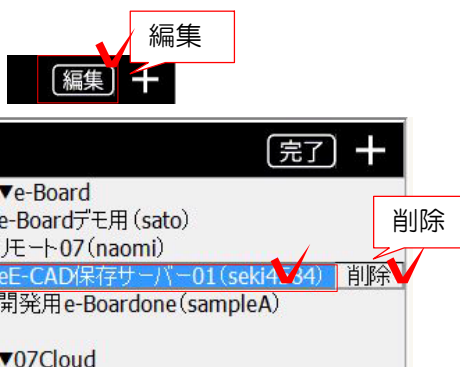 編集
編集 +
完了 +
▼e-Board
e-Boardデモ用(sato)
リモート07(naomi)
削除
eE-CAD保存サーバー01(seki4584) 削除
開発用e-Boardone(sampleA)
▼07Cloud